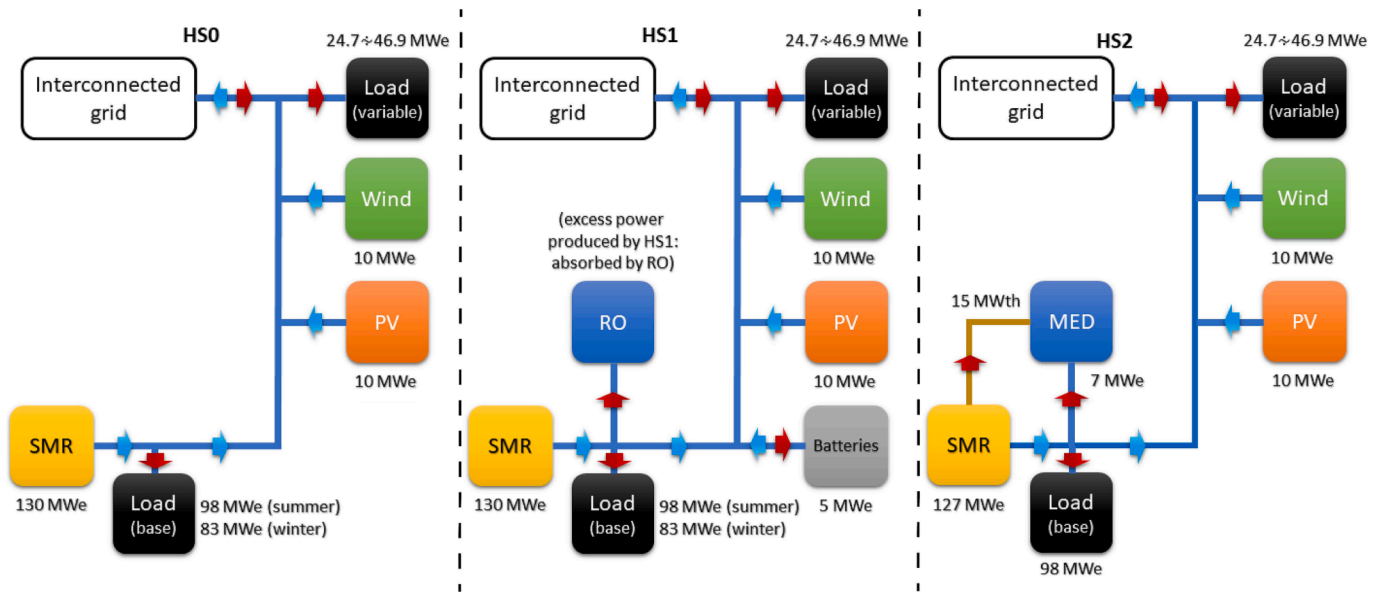 HS0
24.7÷46.9 MWe
Interconnected
grid
Load
(variable)
Wind
10 MWe
PV
10 MWe
SMR
130 MWe
Load
(base)
98 MWe (summer)
83 MWe (winter)
HS1
24.7÷46.9 MWe
Interconnected
grid
Load
(variable)
Wind
10 MWe
(excess power
produced by HS1:
absorbed by RO)
RO
PV
10 MWe
SMR
130 MWe
Batteries
5 MWe
Load
(base)
98 MWe (summer)
83 MWe (winter)
HS2
24.7÷46.9 MWe
Interconnected
grid
Load
(variable)
Wind
10 MWe
15 MWth
MED
7 MWe
PV
10 MWe
SMR
127 MWe
Load
(base)
98 MWe